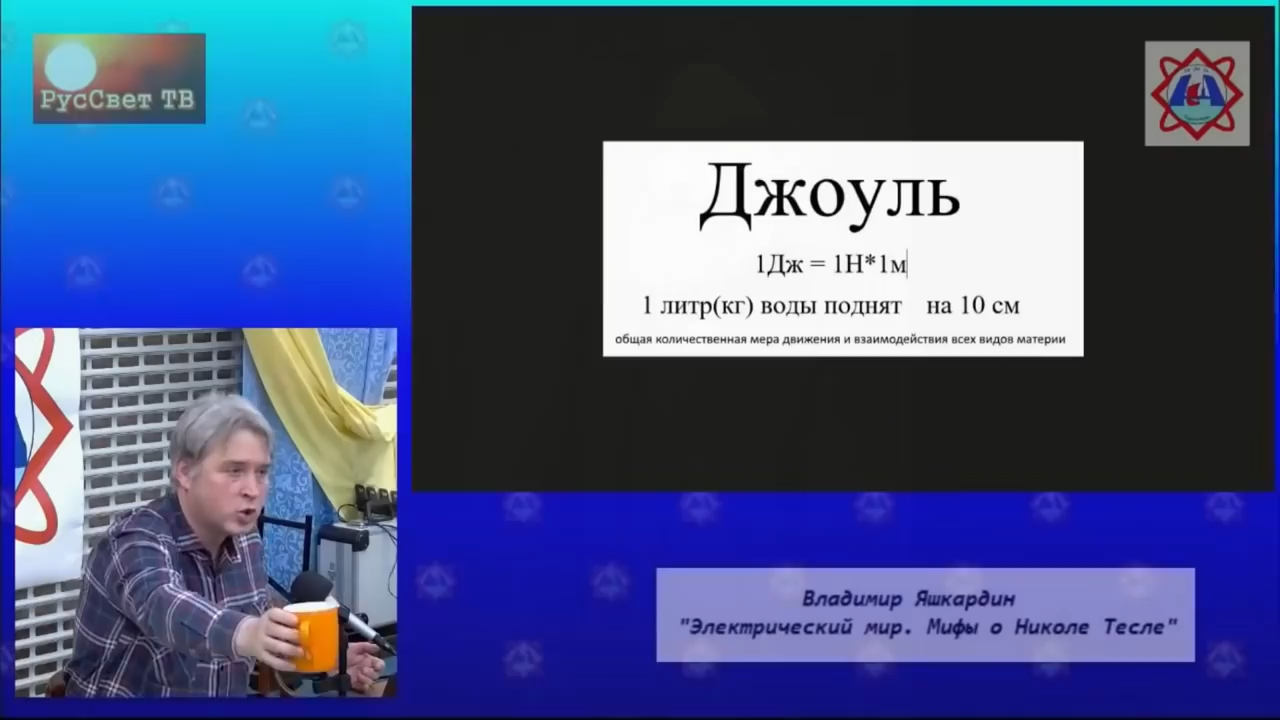 РусСвет ТВ
Джоуль
1Дж = 1Н*1м
1 литр(кг) воды поднят на 10 см
общая количественная мера движения и взаимодействия всех видов материи
Владимир Яшкардин
"Электрический мир. Мифы о Николе Тесле"